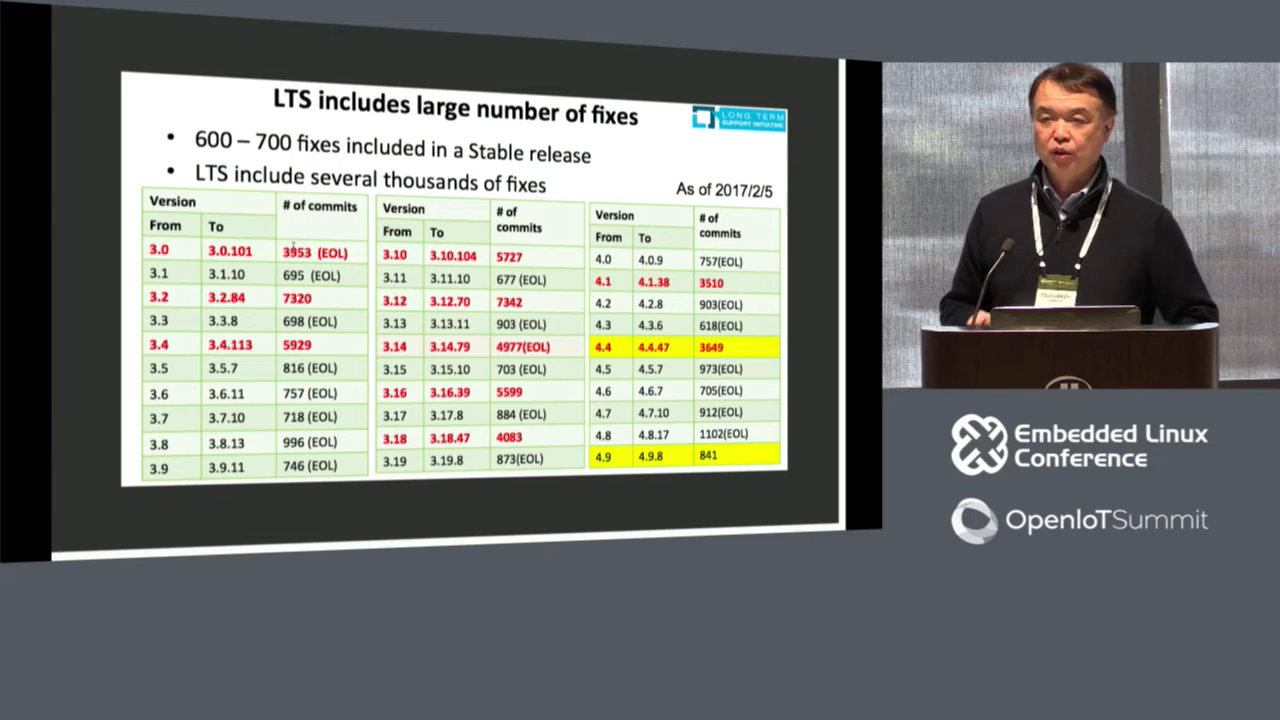 LTS includes large number of fixes
LONG TERM
SUPPORT INITIATIVE
• 600 – 700 fixes included in a Stable release
• LTS include several thousands of fixes
As of 2017/2/5
Version # of commits
From To
3.0 3.0.101 3953 (EOL)
3.1 3.1.10 695 (EOL)
3.2 3.2.84 7320
3.3 3.3.8 698 (EOL)
3.4 3.4.113 5929
3.5 3.5.7 816 (EOL)
3.6 3.6.11 757 (EOL)
3.7 3.7.10 718 (EOL)
3.8 3.8.13 996 (EOL)
3.9 3.9.11 746 (EOL)
Version # of
commits
From To
3.10 3.10.104 5727
3.11 3.11.10 677 (EOL)
3.12 3.12.70 7342
3.13 3.13.11 903 (EOL)
3.14 3.14.79 4977(EOL)
3.15 3.15.10 703 (EOL)
3.16 3.16.39 5599
3.17 3.17.8 884 (EOL)
3.18 3.18.47 4083
3.19 3.19.8 873(EOL)
Version # of
commits
From To
4.0 4.0.9 757(EOL)
4.1 4.1.38 3510
4.2 4.2.8 903(EOL)
4.3 4.3.6 618(EOL)
4.4 4.4.47 3649
4.5 4.5.7 973(EOL)
4.6 4.6.7 705(EOL)
4.7 4.7.10 912(EOL)
4.8 4.8.17 1102(EOL)
4.9 4.9.8 841
Embedded Linux
Conference
OpenIoTSummit